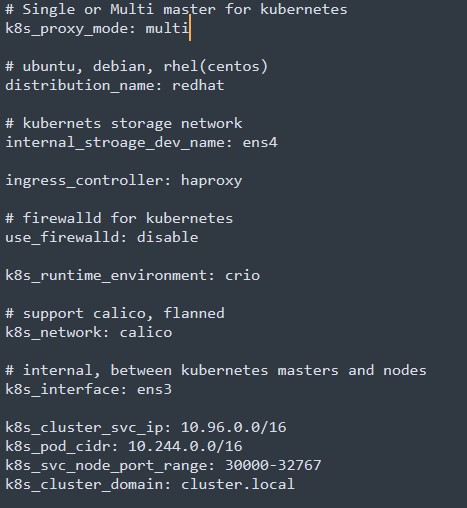 # Single or Multi master for kubernetes
k8s_proxy_mode: multi
# ubuntu, debian, rhel(centos)
distribution_name: redhat
# kubernets storage network
internal_stroage_dev_name: ens4
ingress_controller: haproxy
# firewalld for kubernetes
use_firewalld: disable
k8s_runtime_environment: crio
# support calico, flanned
k8s_network: calico
# internal, between kubernetes masters and nodes
k8s_interface: ens3
k8s_cluster_svc_ip: 10.96.0.0/16
k8s_pod_cidr: 10.244.0.0/16
k8s_svc_node_port_range: 30000-32767
k8s_cluster_domain: cluster.local